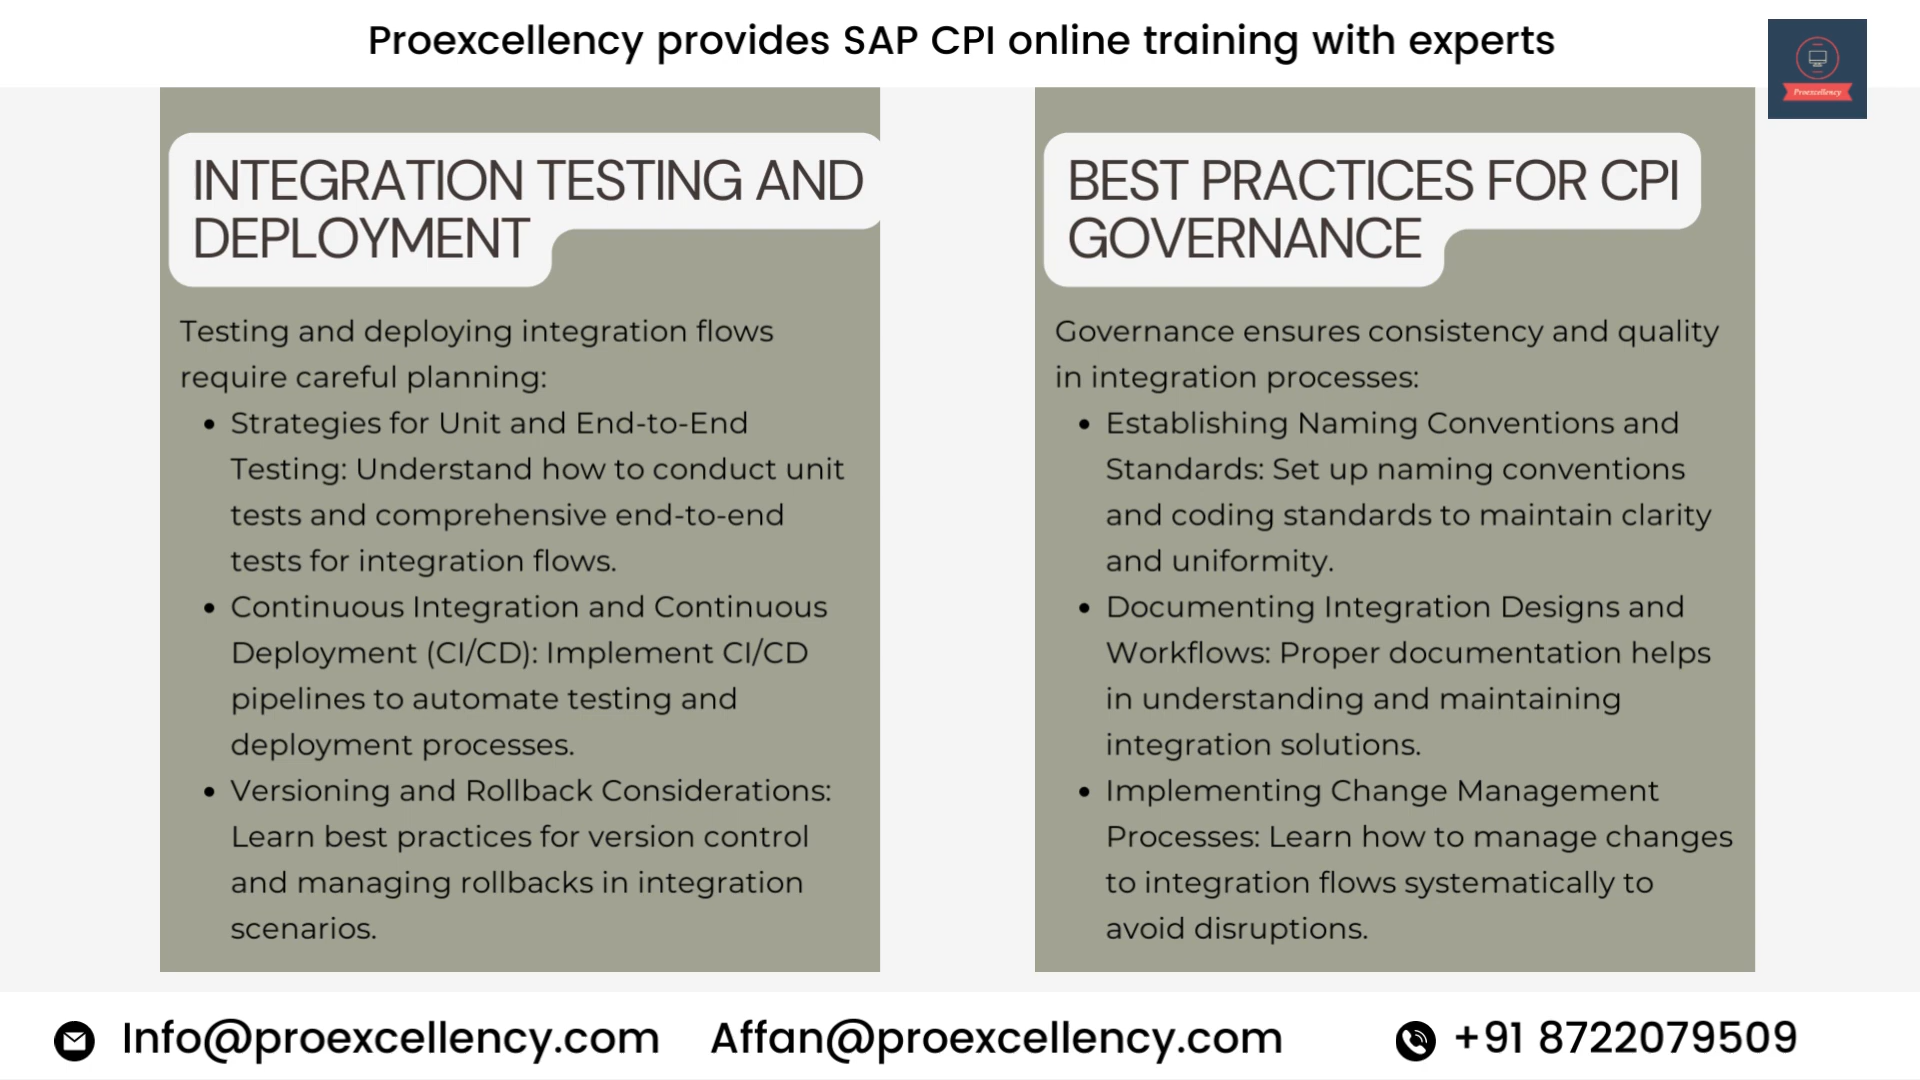 Proexcellency provides SAP CPI online training with experts
Proexcellency
INTEGRATION TESTING AND
DEPLOYMENT
Testing and deploying integration flows
require careful planning:
• Strategies for Unit and End-to-End
Testing: Understand how to conduct unit
tests and comprehensive end-to-end
tests for integration flows.
• Continuous Integration and Continuous
Deployment (CI/CD): Implement CI/CD
pipelines to automate testing and
deployment processes.
• Versioning and Rollback Considerations:
Learn best practices for version control
and managing rollbacks in integration
scenarios.
BEST PRACTICES FOR CPI
GOVERNANCE
Governance ensures consistency and quality
in integration processes:
• Establishing Naming Conventions and
Standards: Set up naming conventions
and coding standards to maintain clarity
and uniformity.
• Documenting Integration Designs and
Workflows: Proper documentation helps
in understanding and maintaining
integration solutions.
• Implementing Change Management
Processes: Learn how to manage changes
to integration flows systematically to
avoid disruptions.
Info@proexcellency.com Affan@proexcellency.com +91 8722079509